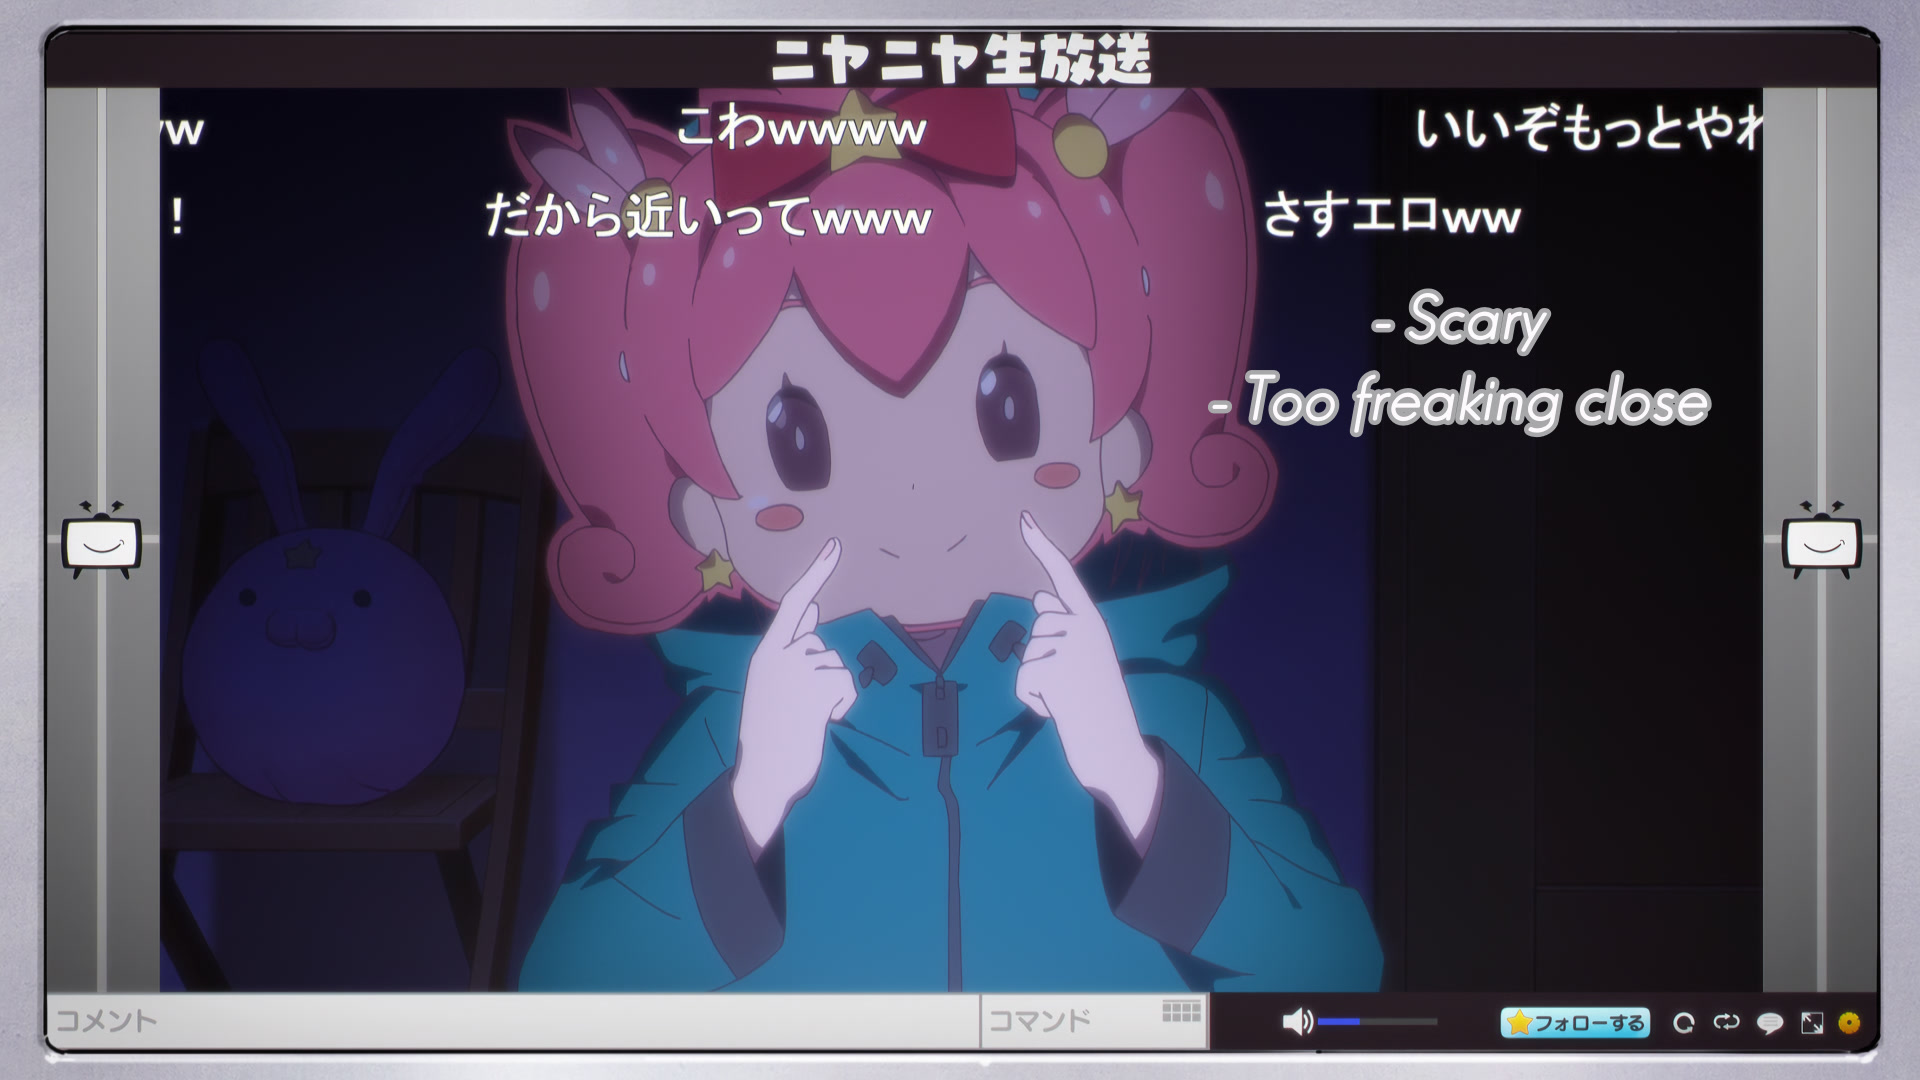 ニヤニヤ生放送
w
こわwwww
いいぞもっとやれ
!
だから近いってwww
さすエロww
- Scary
- Too freaking close
コメント
コマンド
フォローする